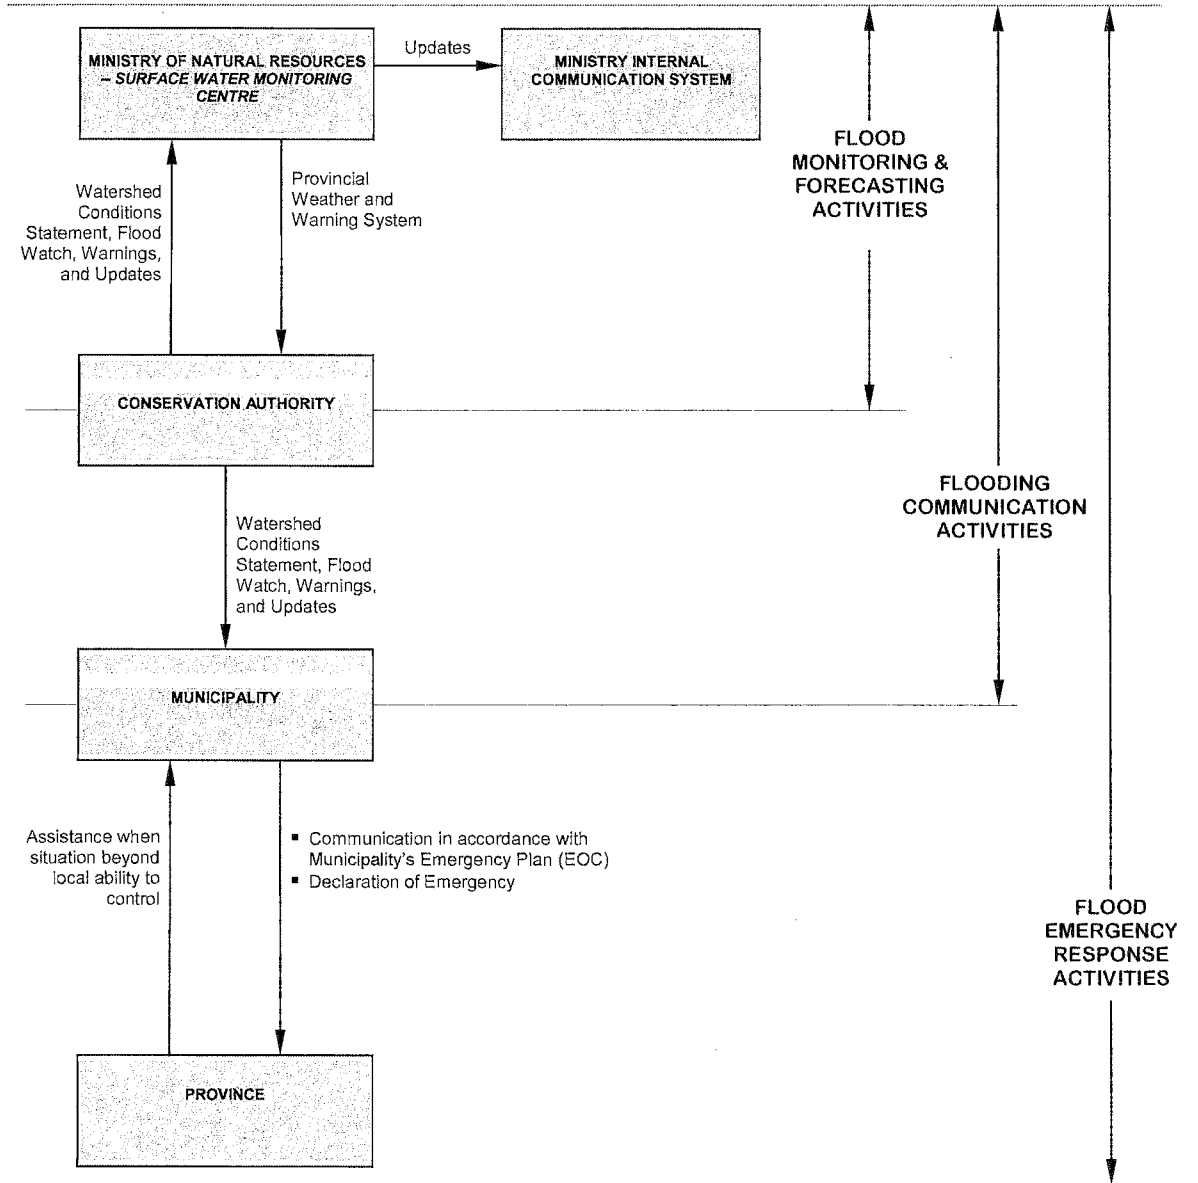 MINISTRY OF NATURAL RESOURCES
– SURFACE WATER MONITORING
CENTRE
Updates
MINISTRY INTERNAL
COMMUNICATION SYSTEM
FLOOD
MONITORING &
FORECASTING
ACTIVITIES
Watershed
Conditions
Statement, Flood
Watch, Warnings,
and Updates
Provincial
Weather and
Warning System
CONSERVATION AUTHORITY
FLOODING
COMMUNICATION
ACTIVITIES
Watershed
Conditions
Statement, Flood
Watch, Warnings,
and Updates
MUNICIPALITY
Assistance when
situation beyond
local ability to
control
▪ Communication in accordance with
Municipality's Emergency Plan (EOC)
▪ Declaration of Emergency
FLOOD
EMERGENCY
RESPONSE
ACTIVITIES
PROVINCE